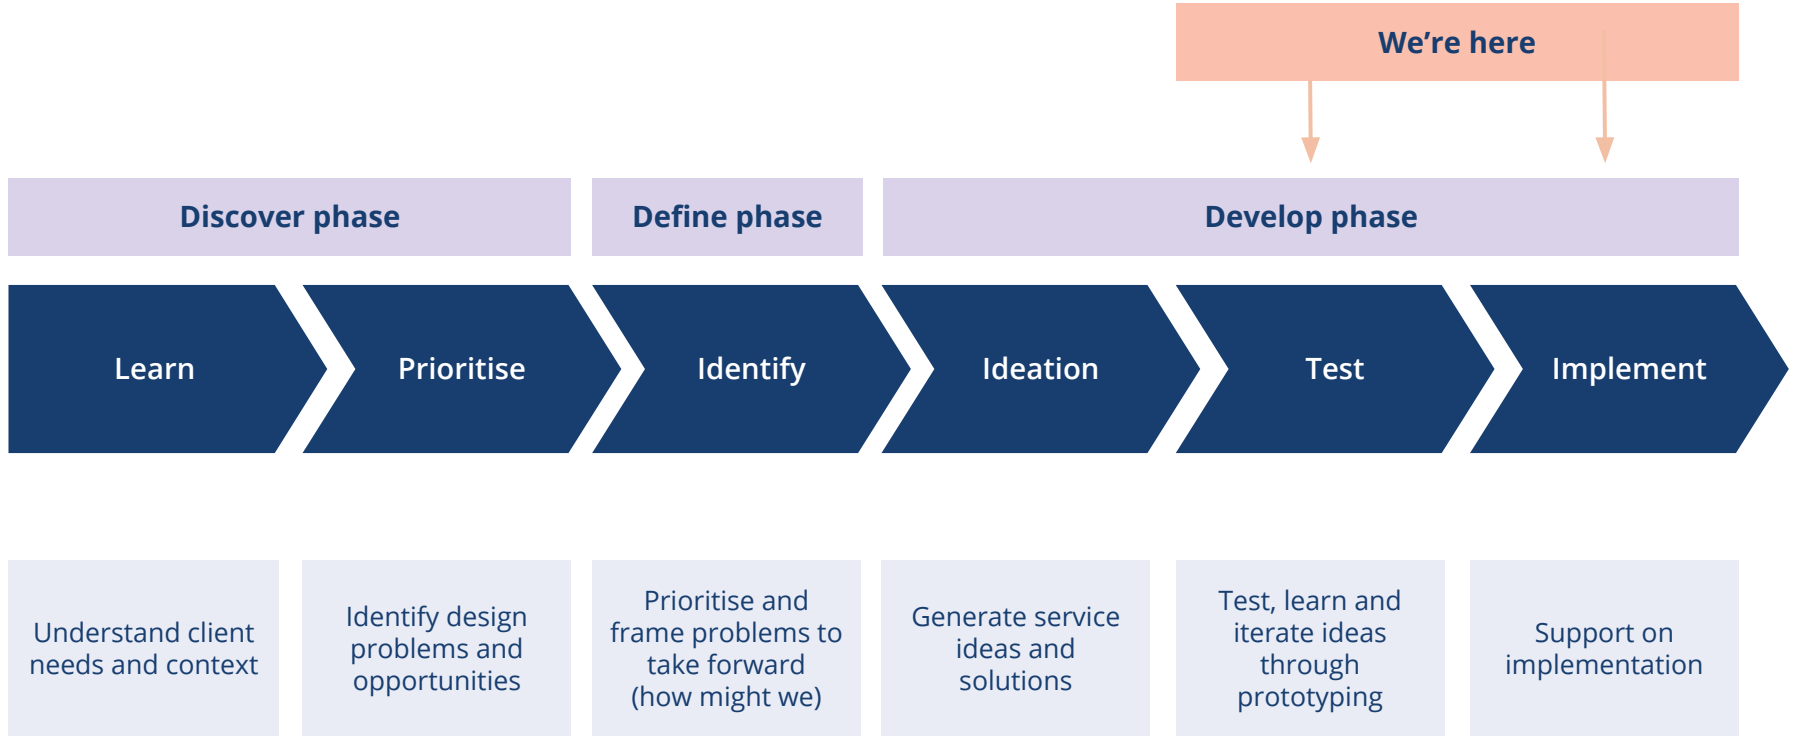 We’re here
Discover phase
Define phase
Develop phase
Learn
Prioritise
Identify
Ideation
Test
Implement
Understand client
needs and context
Identify design
problems and
opportunities
Prioritise and
frame problems to
take forward
(how might we)
Generate service
ideas and
solutions
Test, learn and
iterate ideas
through
prototyping
Support on
implementation